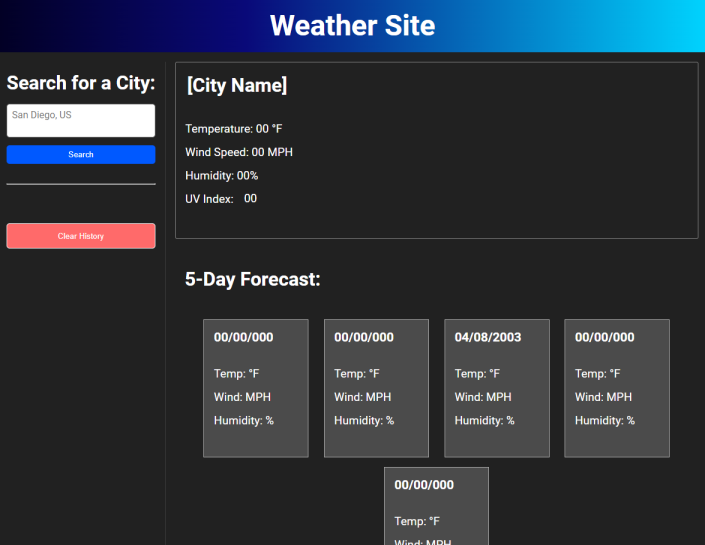 Weather Site
Search for a City:
San Diego, US
Search
Clear History
[City Name]
Temperature: 00 °F
Wind Speed: 00 MPH
Humidity: 00%
UV Index: 00
5-Day Forecast:
00/00/000
Temp: °F
Wind: MPH
Humidity: %
00/00/000
Temp: °F
Wind: MPH
Humidity: %
04/08/2003
Temp: °F
Wind: MPH
Humidity: %
00/00/000
Temp: °F
Wind: MPH
Humidity: %
00/00/000
Temp: °F
Wind: MPH